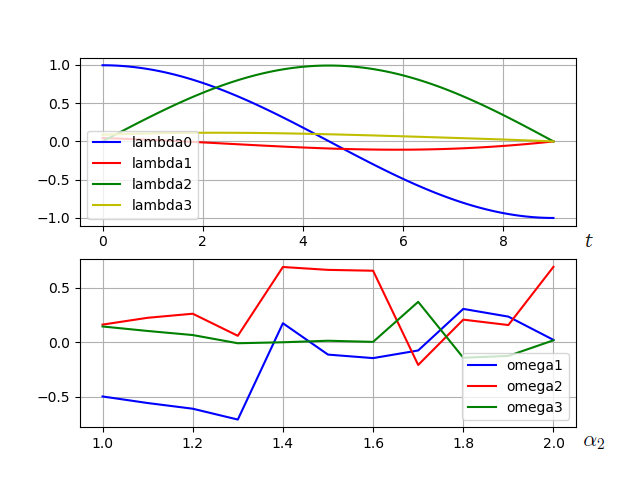 1.0
0.5
0.0
−0.5
−1.0
lambda0
lambda1
lambda2
lambda3
0 2 4 6 8 t
0.5
0.0
−0.5
omega1
omega2
omega3
1.0 1.2 1.4 1.6 1.8 2.0 α₂